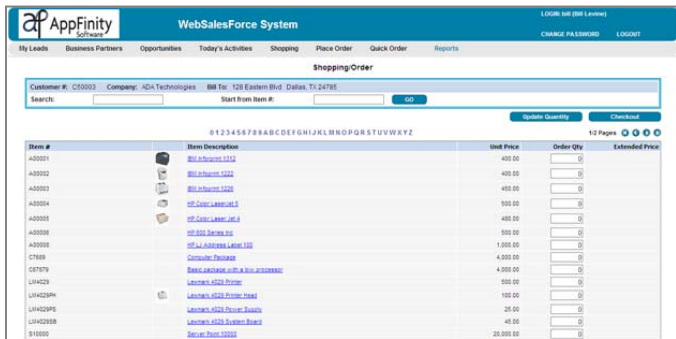 AppFinity
Software
WebSalesForce System
LOGIN: bill (Bill Levine)
CHANGE PASSWORD LOGOUT
My Leads Business Partners Opportunities Today's Activities Shopping Place Order Quick Order Reports
Shopping/Order
Customer #: C50003 Company: ADA Technologies Bill To: 128 Eastern Blvd Dallas, TX 24785
Search: Start from Item #: GO
Update Quantity Checkout
0 1 2 3 4 5 6 7 8 9 A B C D E F G H I J K L M N O P Q R S T U V W X Y Z 1/2 Pages
Item # Item Description Unit Price Order Qty Extended Price
A00001 IBM Infoprint 1312 400.00 0
A00002 IBM Infoprint 1222 400.00 0
A00003 IBM Infoprint 1226 450.00 0
A00004 HP Color LaserJet 5 500.00 0
A00005 HP Color Laser Jet 4 480.00 0
A00006 HP 600 Series Inc 500.00 0
A00008 HP LJ Address Label 100 1,000.00 0
C7689 Computer Package 4,000.00 0
C87679 Basic package with a low processor 4,000.00 0
LM4029 Lexmark 4029 Printer 500.00 0
LM4029PH Lexmark 4029 Printer Head 100.00 0
LM4029PS Lexmark 4029 Power Supply 25.00 0
LM4029SB Lexmark 4029 System Board 45.00 0
S10000 Server Point 10000 20,000.00 0